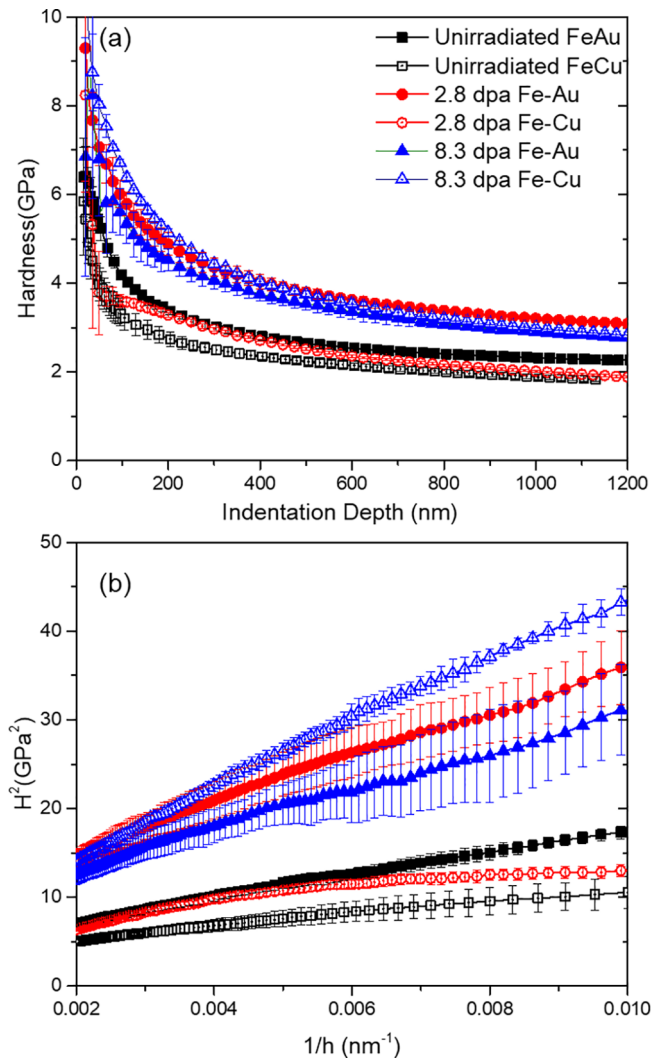 (a)
Unirradiated FeAu
Unirradiated FeCu
2.8 dpa Fe-Au
2.8 dpa Fe-Cu
8.3 dpa Fe-Au
8.3 dpa Fe-Cu
Hardness(GPa)
10
8
6
4
2
0
0 200 400 600 800 1000 1200
Indentation Depth (nm)
(b)
H²(GPa²)
50
40
30
20
10
0
0.002 0.004 0.006 0.008 0.010
1/h (nm⁻¹)